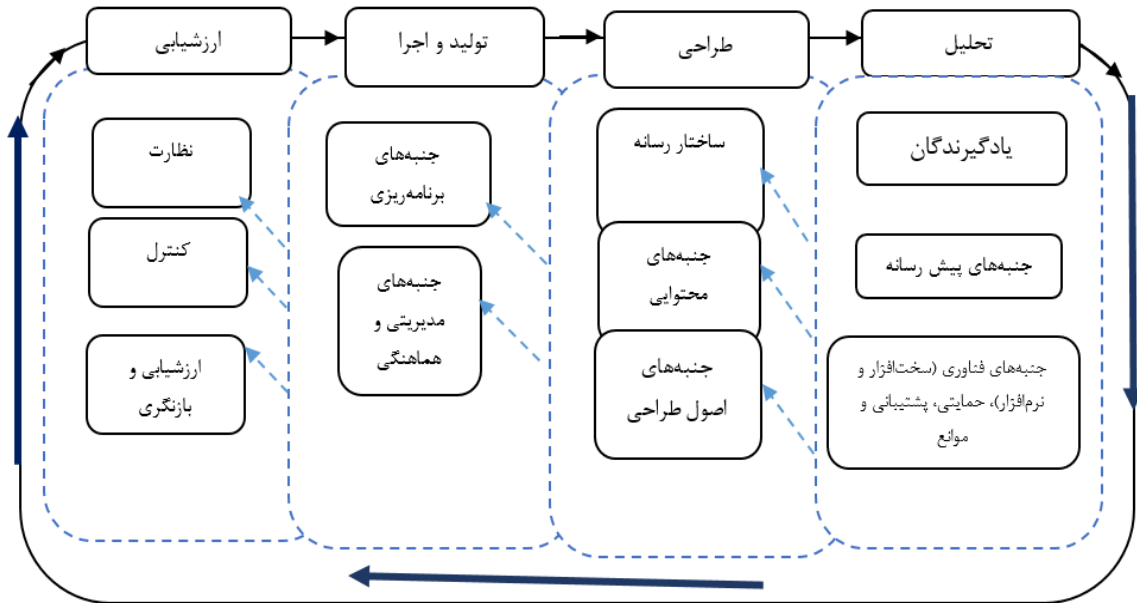 تحلیل
طراحی
تولید و اجرا
ارزشیابی
یادگیرندگان
جنبه‌های پیش رسانه
جنبه‌های فناوری (سخت‌افزار و
نرم‌افزار)، حمایتی، پشتیبانی و
موانع
ساختار رسانه
جنبه‌های
محتوایی
جنبه‌های
اصول طراحی
جنبه‌های
برنامه‌ریزی
جنبه‌های
مدیریتی و
هماهنگی
نظارت
کنترل
ارزشیابی و
بازنگری